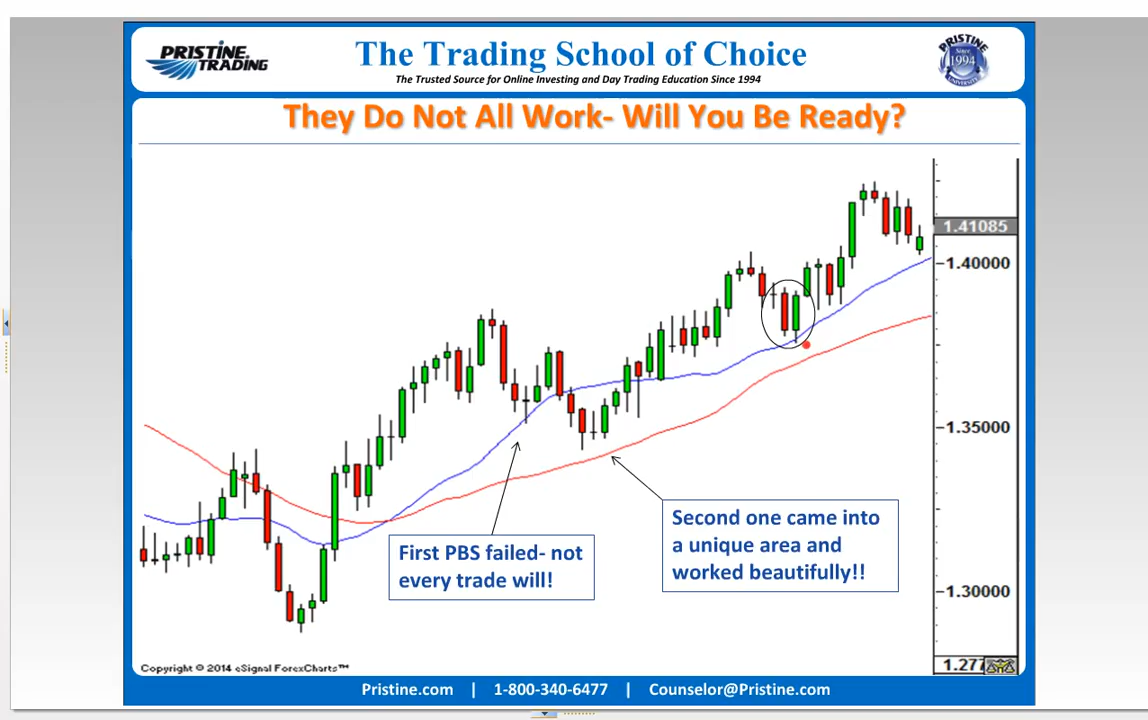 PRISTINE
TRADING
The Trading School of Choice
The Trusted Source for Online Investing and Day Trading Education Since 1994
PRISTINE
Since
1994
UNIVERSITY
They Do Not All Work- Will You Be Ready?
1.41085
1.40000
1.35000
1.30000
First PBS failed- not
every trade will!
Second one came into
a unique area and
worked beautifully!!
Copyright © 2014 eSignal ForexCharts™
Pristine.com | 1-800-340-6477 | Counselor@Pristine.com